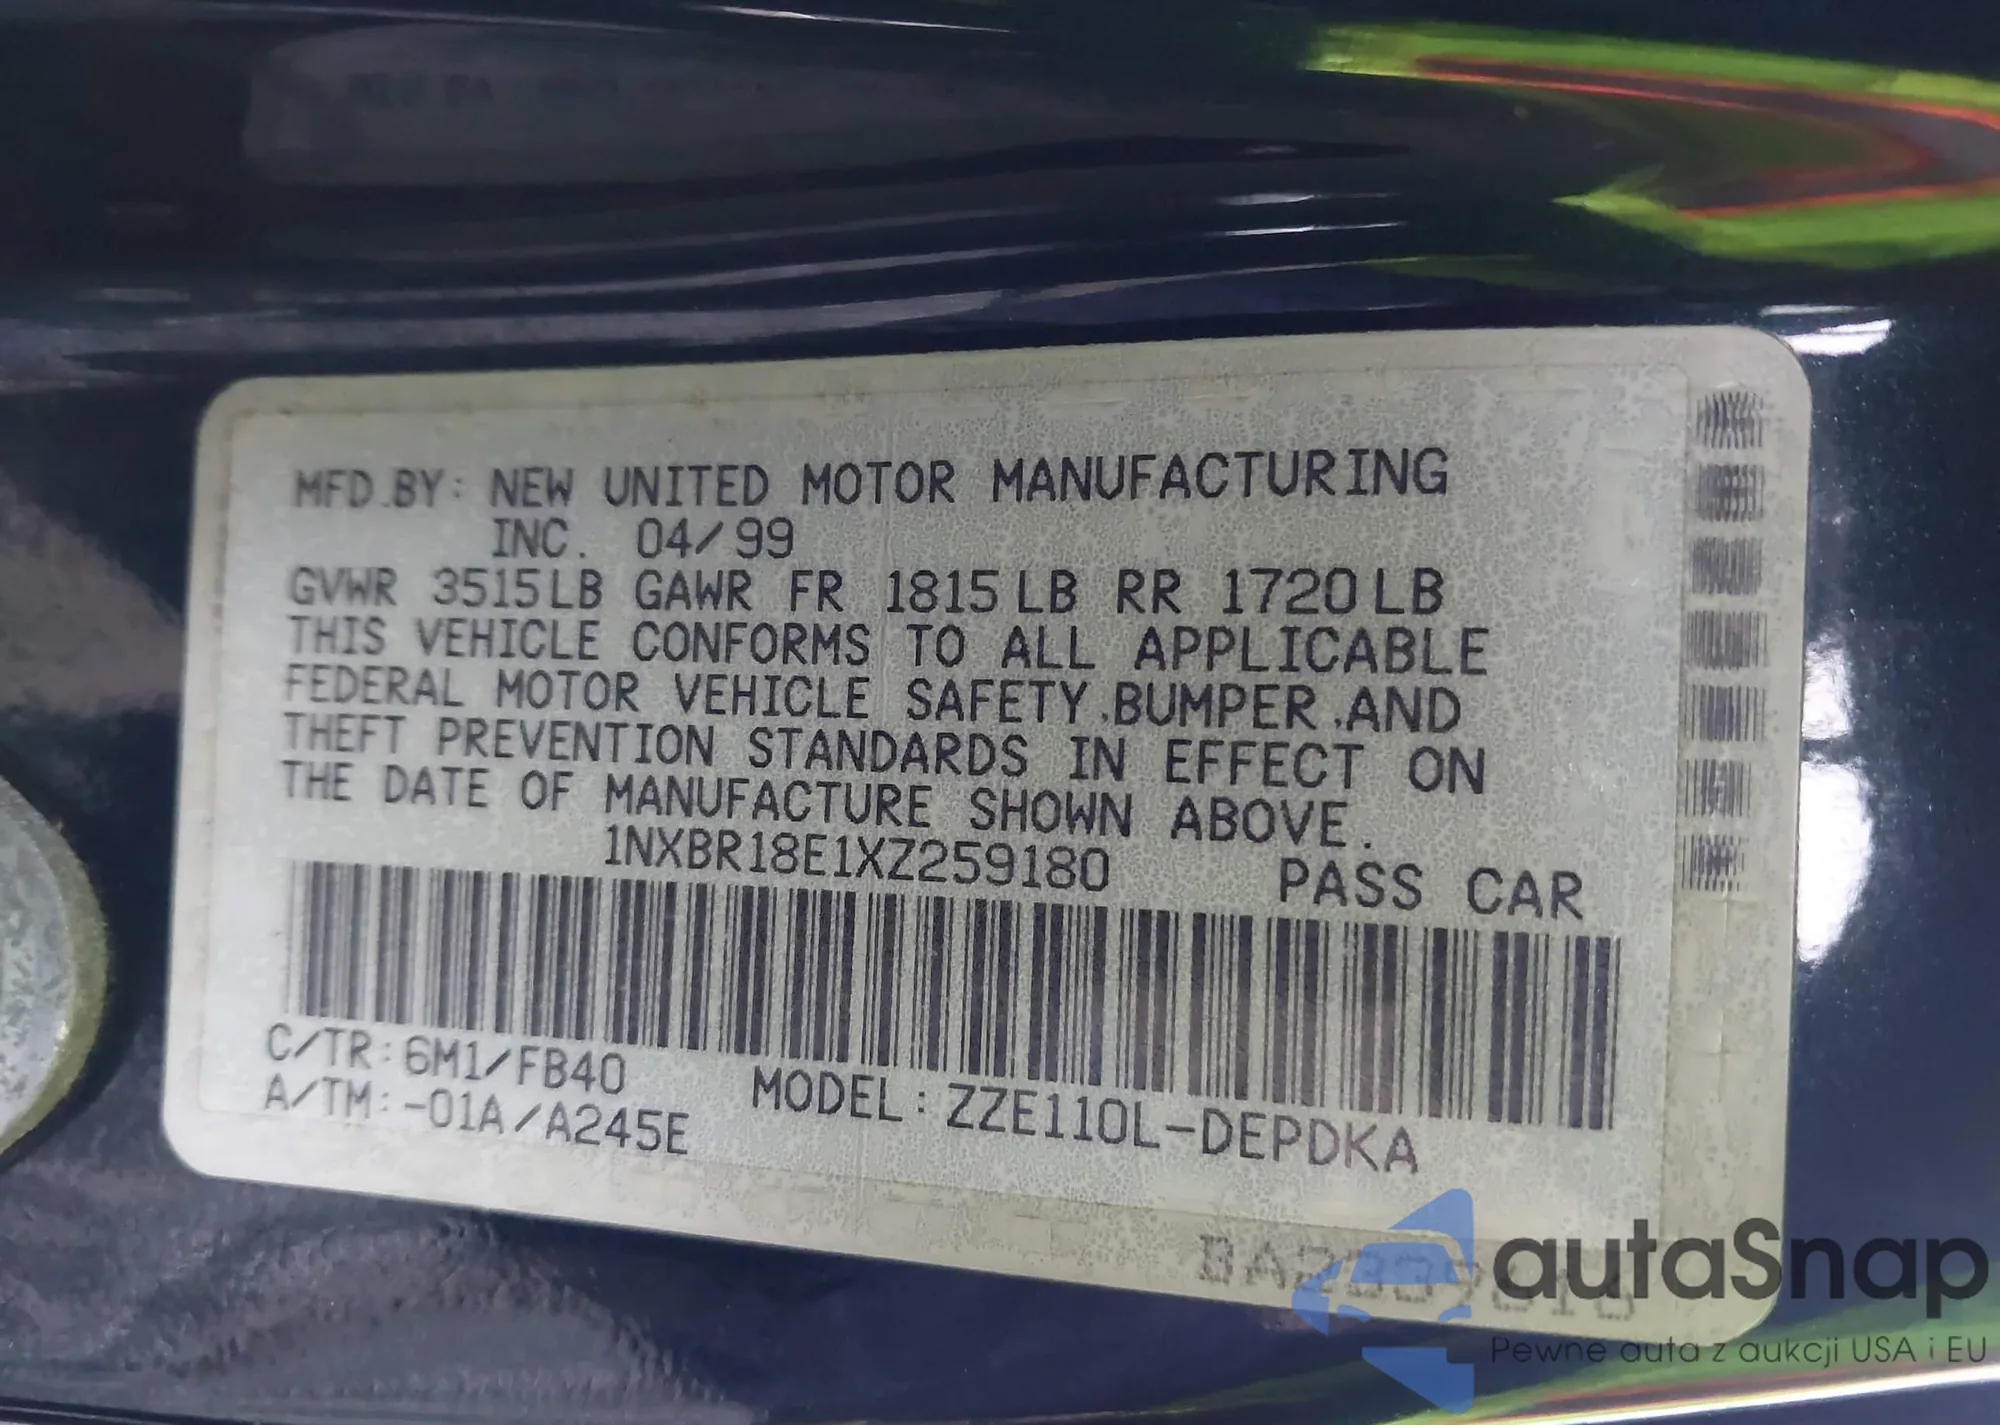 MFD.BY: NEW UNITED MOTOR MANUFACTURING
INC. 04/99
GVWR 3515LB GAWR FR 1815LB RR 1720LB
THIS VEHICLE CONFORMS TO ALL APPLICABLE
FEDERAL MOTOR VEHICLE SAFETY,BUMPER,AND
THEFT PREVENTION STANDARDS IN EFFECT ON
THE DATE OF MANUFACTURE SHOWN ABOVE.
1NXBR18E1XZ259180 PASS CAR
C/TR:6M1/FB40
A/TM:-01A/A245E
MODEL:ZZE110L-DEPDKA
autaSnap
Pewne auta z aukcji USA i EU